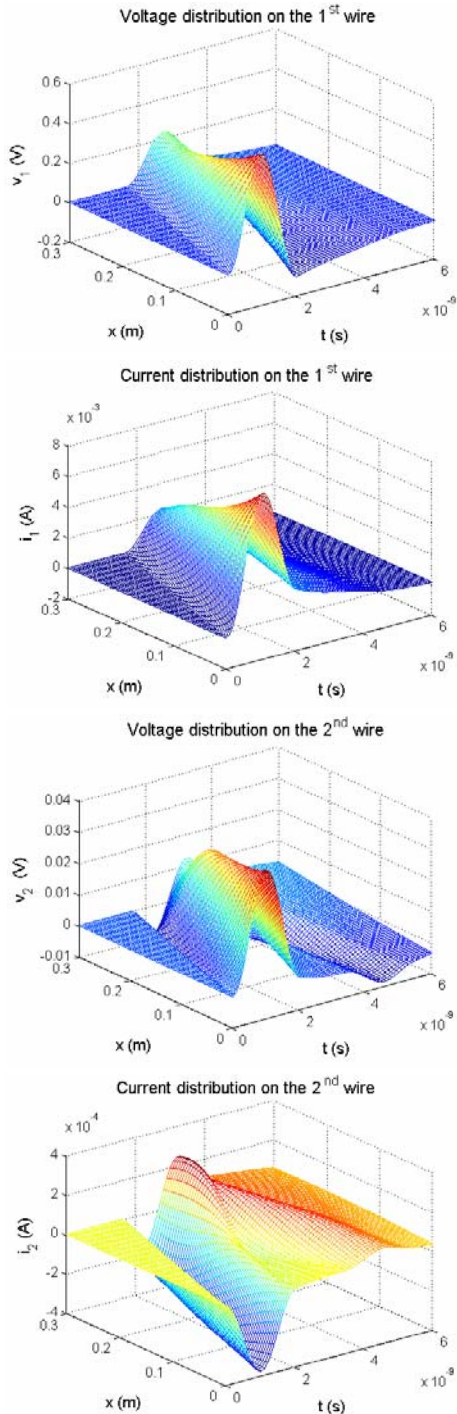 Voltage distribution on the 1st wire
0.6
0.4
0.2
0
-0.2
v1 (V)
0.3
0.2
0.1
0
x (m)
0
2
4
6
x 10-9
t (s)
Current distribution on the 1st wire
x 10-3
8
6
4
2
0
-2
i1 (A)
0.3
0.2
0.1
0
x (m)
0
2
4
6
x 10-9
t (s)
Voltage distribution on the 2nd wire
0.04
0.03
0.02
0.01
0
-0.01
v2 (V)
0.3
0.2
0.1
0
x (m)
0
2
4
6
x 10-9
t (s)
Current distribution on the 2nd wire
x 10-4
4
2
0
-2
-4
i2 (A)
0.3
0.2
0.1
0
x (m)
0
2
4
6
x 10-9
t (s)